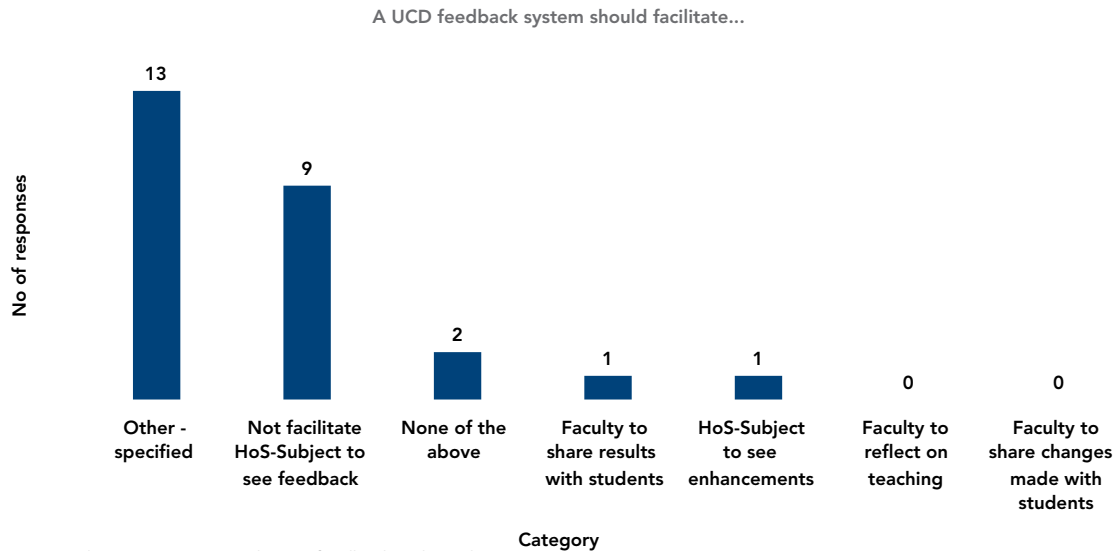 A UCD feedback system should facilitate...
13
9
2
1
1
0
0
No of responses
Other -
specified
Not facilitate
HoS-Subject to
see feedback
None of the
above
Faculty to
share results
with students
HoS-Subject
to see
enhancements
Faculty to
reflect on
teaching
Faculty to
share changes
made with
students
Category